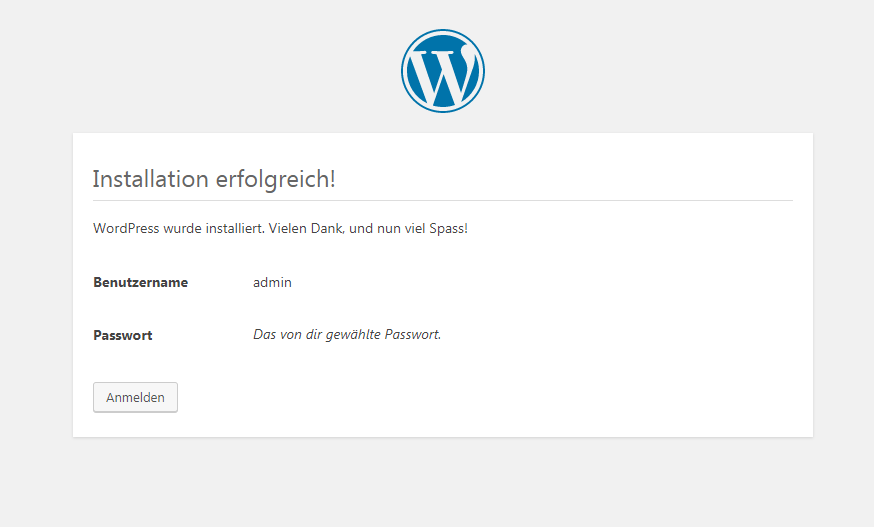 Installation erfolgreich!
WordPress wurde installiert. Vielen Dank, und nun viel Spass!
Benutzername admin
Passwort Das von dir gewählte Passwort.
Anmelden